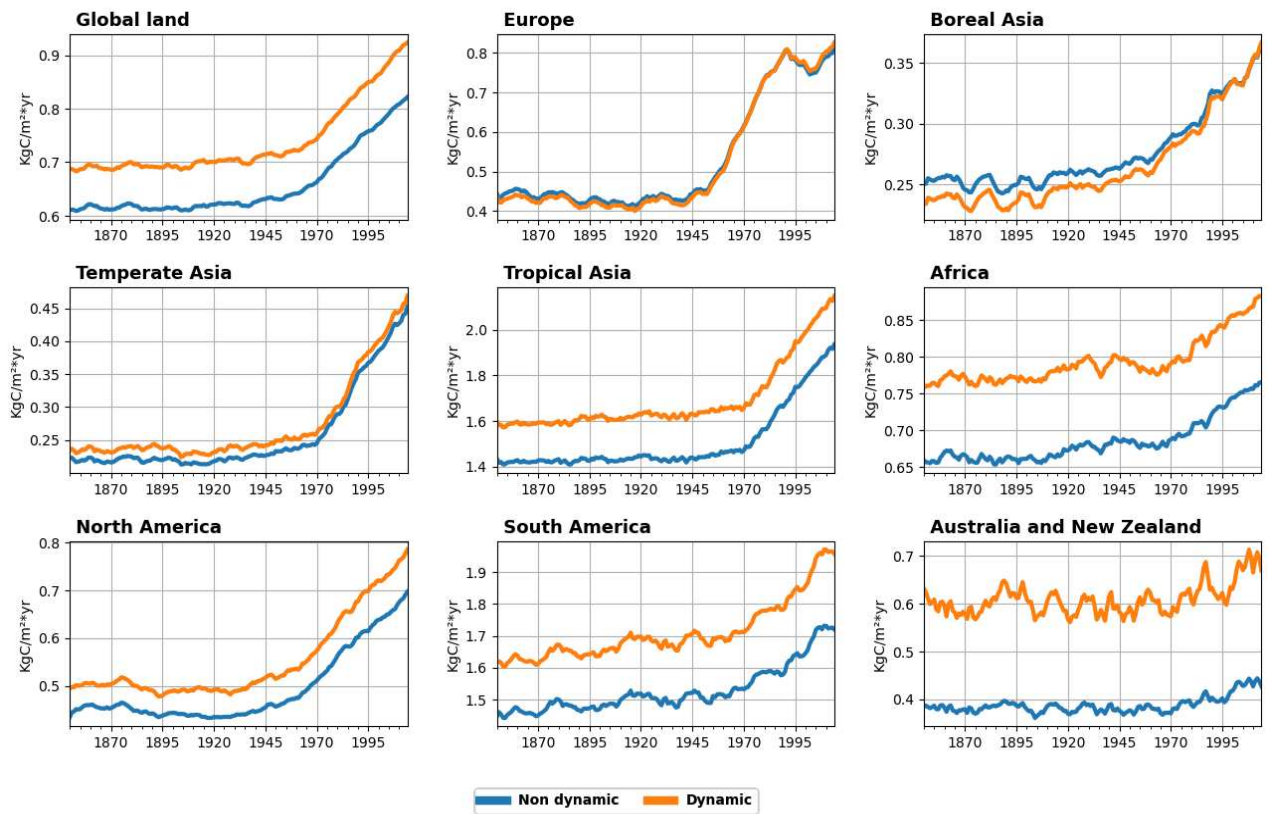 Global land
Europe
Boreal Asia
KgC/m²*yr
0.9
0.8
0.7
0.6
1870 1895 1920 1945 1970 1995
KgC/m²*yr
0.8
0.7
0.6
0.5
0.4
1870 1895 1920 1945 1970 1995
KgC/m²*yr
0.35
0.30
0.25
1870 1895 1920 1945 1970 1995
Temperate Asia
Tropical Asia
Africa
KgC/m²*yr
0.45
0.40
0.35
0.30
0.25
1870 1895 1920 1945 1970 1995
KgC/m²*yr
2.0
1.8
1.6
1.4
1870 1895 1920 1945 1970 1995
KgC/m²*yr
0.85
0.80
0.75
0.70
0.65
1870 1895 1920 1945 1970 1995
North America
South America
Australia and New Zealand
KgC/m²*yr
0.8
0.7
0.6
0.5
1870 1895 1920 1945 1970 1995
KgC/m²*yr
1.9
1.8
1.7
1.6
1.5
1870 1895 1920 1945 1970 1995
KgC/m²*yr
0.7
0.6
0.5
0.4
1870 1895 1920 1945 1970 1995
Non dynamic Dynamic